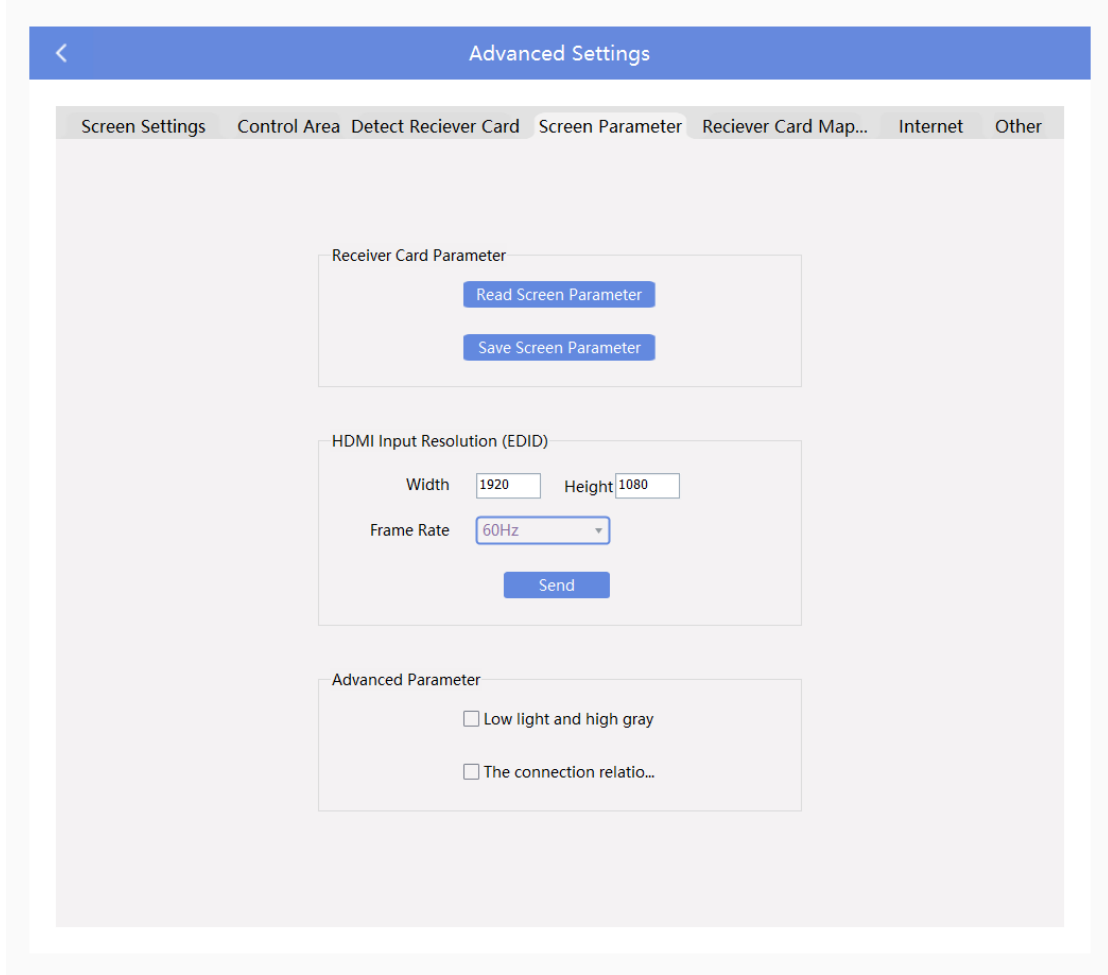 Advanced Settings
Screen Settings Control Area Detect Reciever Card Screen Parameter Reciever Card Map... Internet Other
Receiver Card Parameter
Read Screen Parameter
Save Screen Parameter
HDMI Input Resolution (EDID)
Width 1920 Height 1080
Frame Rate 60Hz
Send
Advanced Parameter
Low light and high gray
The connection relatio...